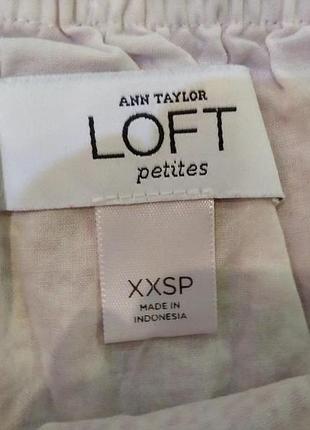 ANN TAYLOR
LOFT
petites
XXSP
MADE IN
INDONESIA